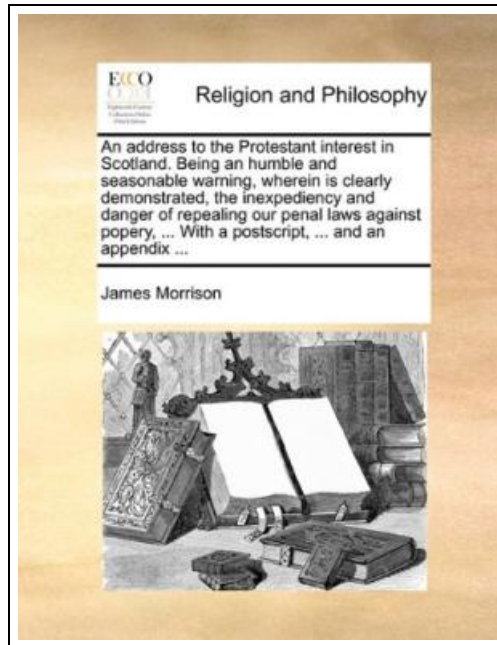 ECCO
Religion and Philosophy
An address to the Protestant interest in
Scotland. Being an humble and
seasonable warning, wherein is clearly
demonstrated, the inexpediency and
danger of repealing our penal laws against
popery, ... With a postscript, ... and an
appendix ...
James Morrison